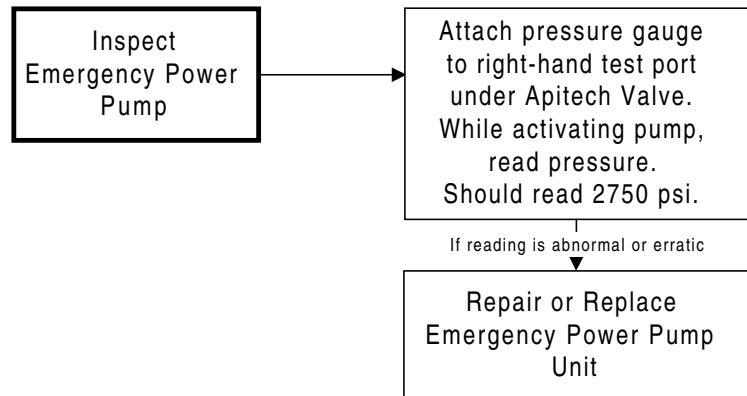 Inspect
Emergency Power
Pump
Attach pressure gauge
to right-hand test port
under Apitech Valve.
While activating pump,
read pressure.
Should read 2750 psi.
If reading is abnormal or erratic
Repair or Replace
Emergency Power Pump
Unit